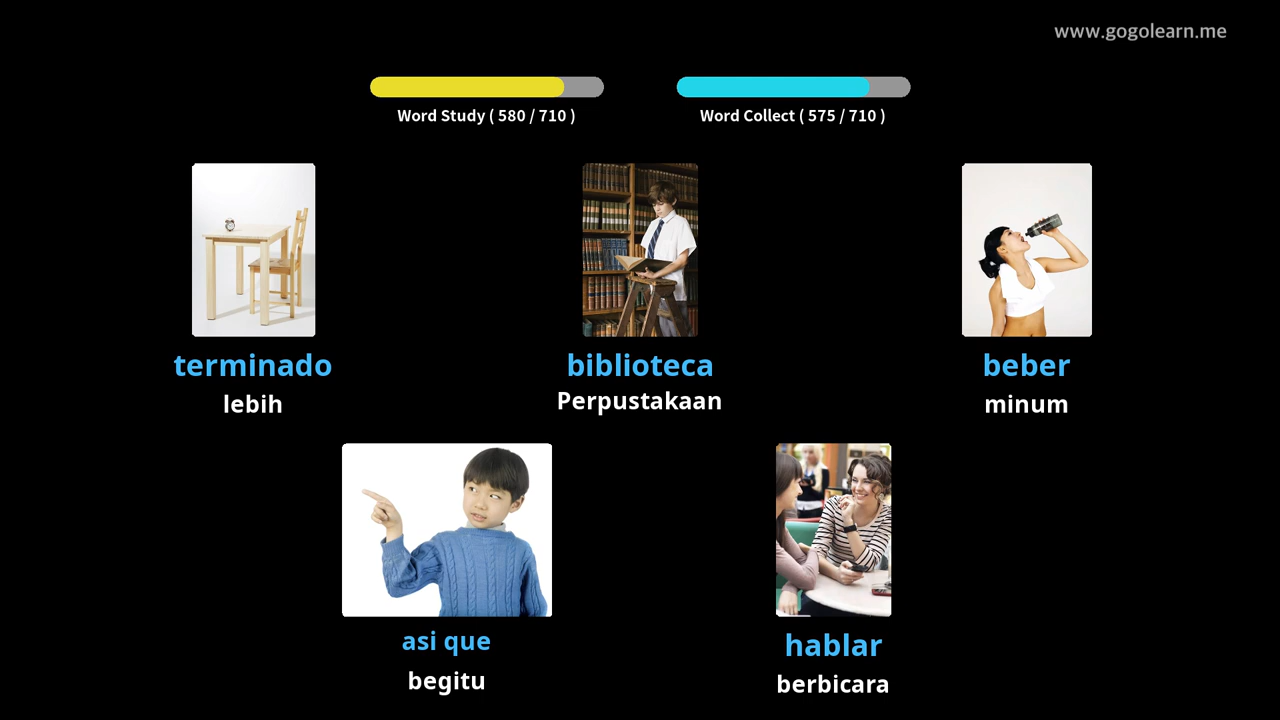 www.gogolearn.me
Word Study ( 580 / 710 )
Word Collect ( 575 / 710 )
terminado
lebih
biblioteca
Perpustakaan
beber
minum
asi que
begitu
hablar
berbicara